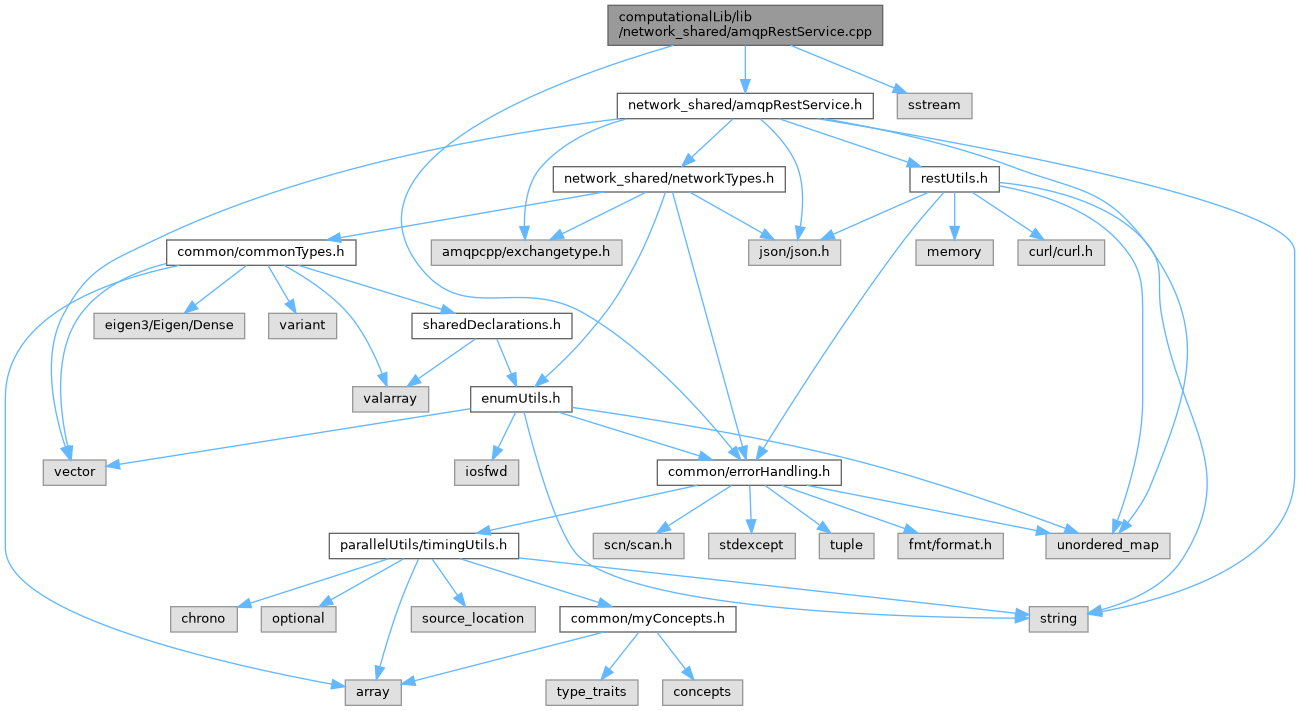 computationalLib/lib
/network_shared/amqpRestService.cpp
network_shared/amqpRestService.h
sstream
network_shared/networkTypes.h
restUtils.h
common/commonTypes.h
amqpcpp/exchangetype.h
json/json.h
memory
curl/curl.h
eigen3/Eigen/Dense
variant
sharedDeclarations.h
valarray
enumUtils.h
vector
iosfwd
common/errorHandling.h
parallelUtils/timingUtils.h
scn/scan.h
stdexcept
tuple
fmt/format.h
unordered_map
chrono
optional
source_location
common/myConcepts.h
string
array
type_traits
concepts